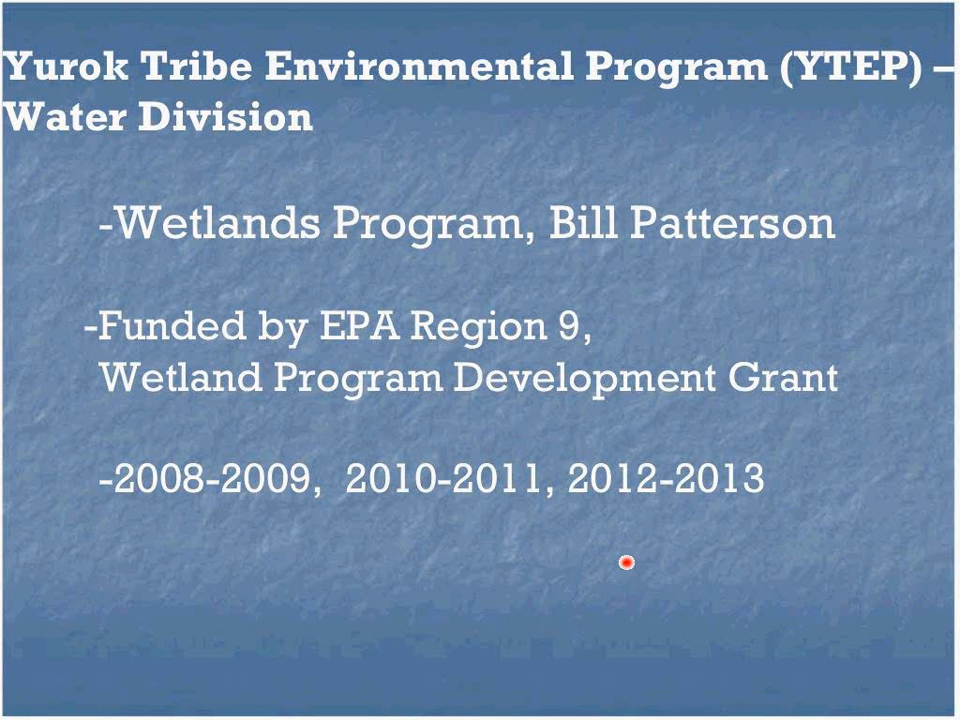 Yurok Tribe Environmental Program (YTEP) –
Water Division
-Wetlands Program, Bill Patterson
-Funded by EPA Region 9,
Wetland Program Development Grant
-2008-2009, 2010-2011, 2012-2013